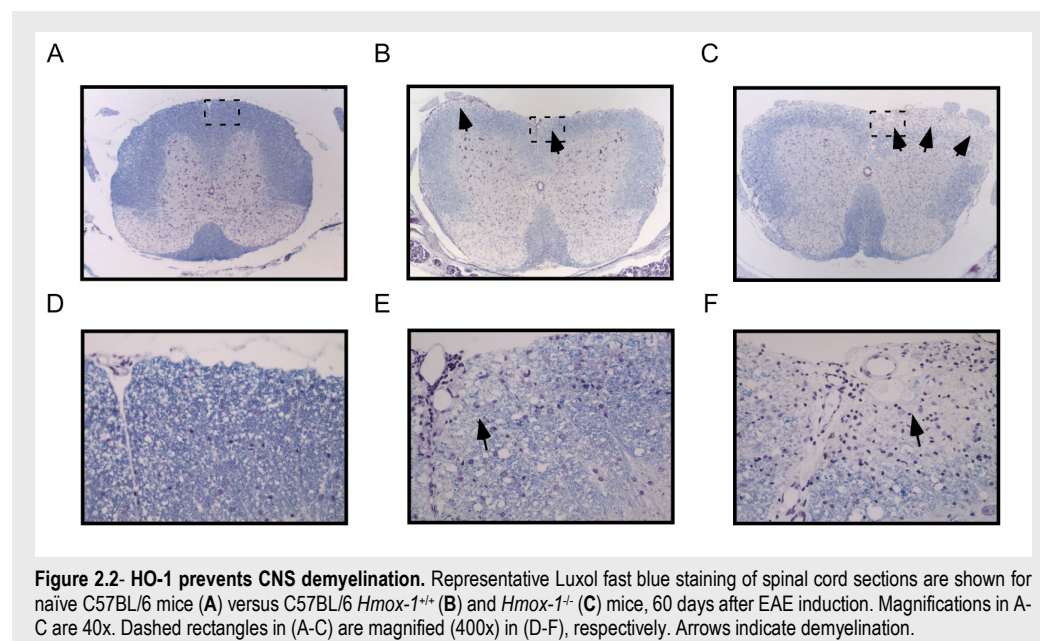 A
B
C
D
E
F
Figure 2.2- HO-1 prevents CNS demyelination. Representative Luxol fast blue staining of spinal cord sections are shown for
naïve C57BL/6 mice (A) versus C57BL/6 Hmox-1+/+ (B) and Hmox-1-/- (C) mice, 60 days after EAE induction. Magnifications in A-
C are 40x. Dashed rectangles in (A-C) are magnified (400x) in (D-F), respectively. Arrows indicate demyelination.